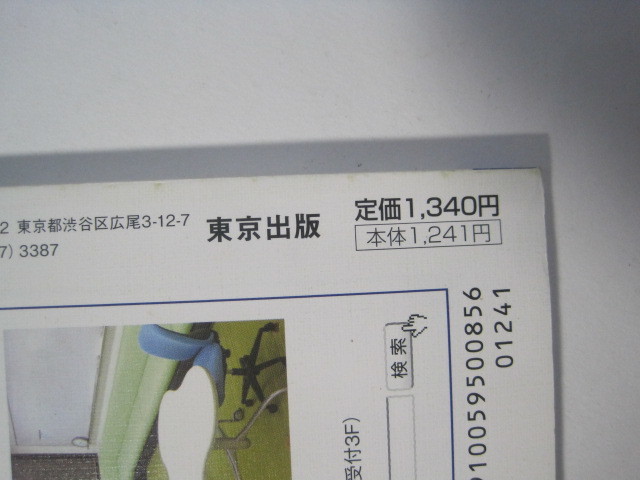 2 東京都渋谷区広尾3-12-7
7) 3387
東京出版
定価1,340円
本体1,241円
検索
受付3F)
910059500856
01241